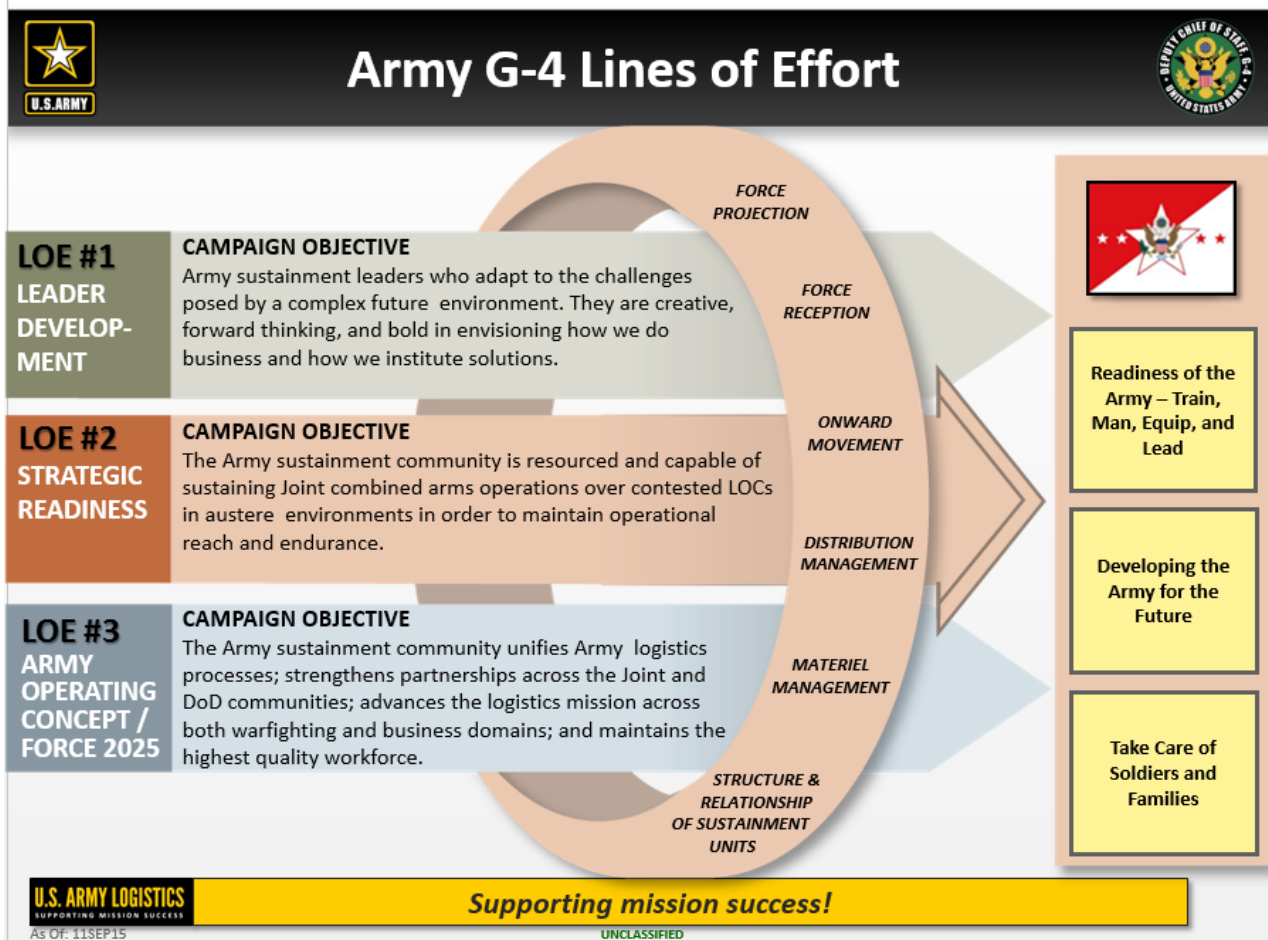 U.S.ARMY
Army G-4 Lines of Effort
DEPUTY CHIEF OF STAFF, G-4
UNITED STATES ARMY
FORCE
PROJECTION
FORCE
RECEPTION
ONWARD
MOVEMENT
DISTRIBUTION
MANAGEMENT
MATERIEL
MANAGEMENT
STRUCTURE &
RELATIONSHIP
OF SUSTAINMENT
UNITS
LOE #1
LEADER
DEVELOP-
MENT
CAMPAIGN OBJECTIVE
Army sustainment leaders who adapt to the challenges
posed by a complex future environment. They are creative,
forward thinking, and bold in envisioning how we do
business and how we institute solutions.
LOE #2
STRATEGIC
READINESS
CAMPAIGN OBJECTIVE
The Army sustainment community is resourced and capable of
sustaining Joint combined arms operations over contested LOCs
in austere environments in order to maintain operational
reach and endurance.
LOE #3
ARMY
OPERATING
CONCEPT /
FORCE 2025
CAMPAIGN OBJECTIVE
The Army sustainment community unifies Army logistics
processes; strengthens partnerships across the Joint and
DoD communities; advances the logistics mission across
both warfighting and business domains; and maintains the
highest quality workforce.
Readiness of the
Army – Train,
Man, Equip, and
Lead
Developing the
Army for the
Future
Take Care of
Soldiers and
Families
U.S. ARMY LOGISTICS
SUPPORTING MISSION SUCCESS
Supporting mission success!
As Of: 11SEP15
UNCLASSIFIED